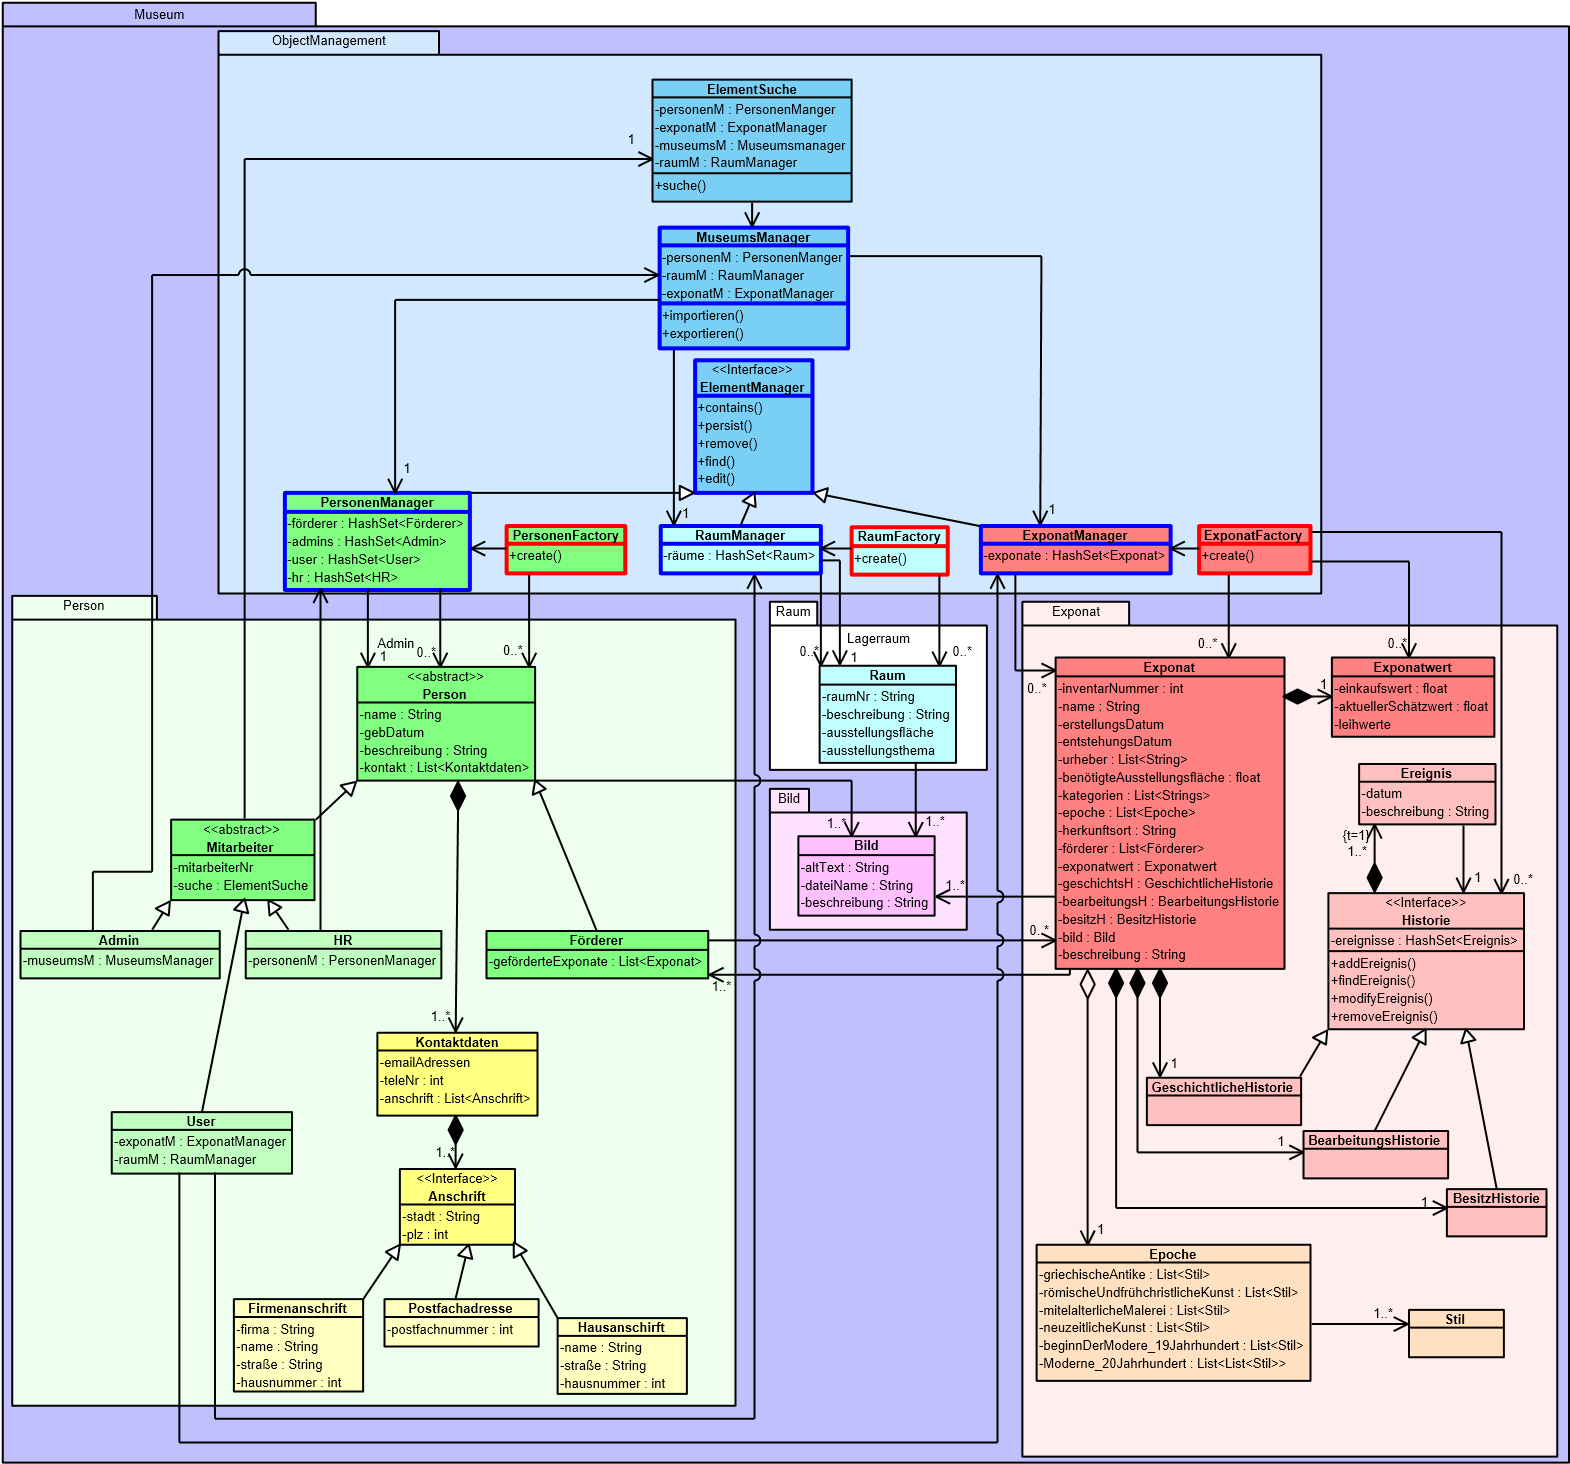 Museum
ObjectManagement
ElementSuche
-personenM : PersonenManger
-exponatM : ExponatManager
-museumsM : Museumsmanager
-raumM : RaumManager
+suche()
1
MuseumsManager
-personenM : PersonenManger
-raumM : RaumManager
-exponatM : ExponatManager
+importieren()
+exportieren()
<<Interface>>
ElementManager
+contains()
+persist()
+remove()
+find()
+edit()
1
1
1
PersonenManager
-förderer : HashSet<Förderer>
-admins : HashSet<Admin>
-user : HashSet<User>
-hr : HashSet<HR>
PersonenFactory
+create()
RaumManager
-räume : HashSet<Raum>
RaumFactory
+create()
ExponatManager
-exponate : HashSet<Exponat>
ExponatFactory
+create()
Person
Admin
1
0..*
0..*
<<abstract>>
Person
-name : String
-gebDatum
-beschreibung : String
-kontakt : List<Kontaktdaten>
<<abstract>>
Mitarbeiter
-mitarbeiterNr
-suche : ElementSuche
Admin
-museumsM : MuseumsManager
HR
-personenM : PersonenManager
Förderer
-geförderteExponate : List<Exponat>
1..*
1..*
Kontaktdaten
-emailAdressen
-teleNr : int
-anschrift : List<Anschrift>
User
-exponatM : ExponatManager
-raumM : RaumManager
1..*
<<Interface>>
Anschrift
-stadt : String
-plz : int
Firmenanschrift
-firma : String
-name : String
-straße : String
-hausnummer : int
Postfachadresse
-postfachnummer : int
Hausanschirft
-name : String
-straße : String
-hausnummer : int
Raum
Lagerraum
0..*
1
0..*
Raum
-raumNr : String
-beschreibung : String
-ausstellungsfläche
-ausstellungsthema
Bild
1..*
1..*
Bild
-altText : String
-dateiName : String
-beschreibung : String
1..*
Exponat
0..*
0..*
0..*
Exponat
-inventarNummer : int
-name : String
-erstellungsDatum
-entstehungsDatum
-urheber : List<String>
-benötigteAusstellungsfläche : float
-kategorien : List<Strings>
-epoche : List<Epoche>
-herkunftsort : String
-förderer : List<Förderer>
-exponatwert : Exponatwert
-geschichtsH : GeschichtlicheHistorie
-bearbeitungsH : BearbeitungsHistorie
-besitzH : BesitzHistorie
-bild : Bild
-beschreibung : String
0..*
1
Exponatwert
-einkaufswert : float
-aktuellerSchätzwert : float
-leihwerte
Ereignis
-datum
-beschreibung : String
{t=1}
1..*
1
0..*
<<Interface>>
Historie
-ereignisse : HashSet<Ereignis>
+addEreignis()
+findEreignis()
+modifyEreignis()
+removeEreignis()
1
GeschichtlicheHistorie
1
BearbeitungsHistorie
1
BesitzHistorie
1
Epoche
-griechischeAntike : List<Stil>
-römischeUndfrühchristlicheKunst : List<Stil>
-mitelalterlicheMalerei : List<Stil>
-neuzeitlicheKunst : List<Stil>
-beginnDerModere_19Jahrhundert : List<Stil>
-Moderne_20Jahrhundert : List<List<Stil>>
1..*
Stil